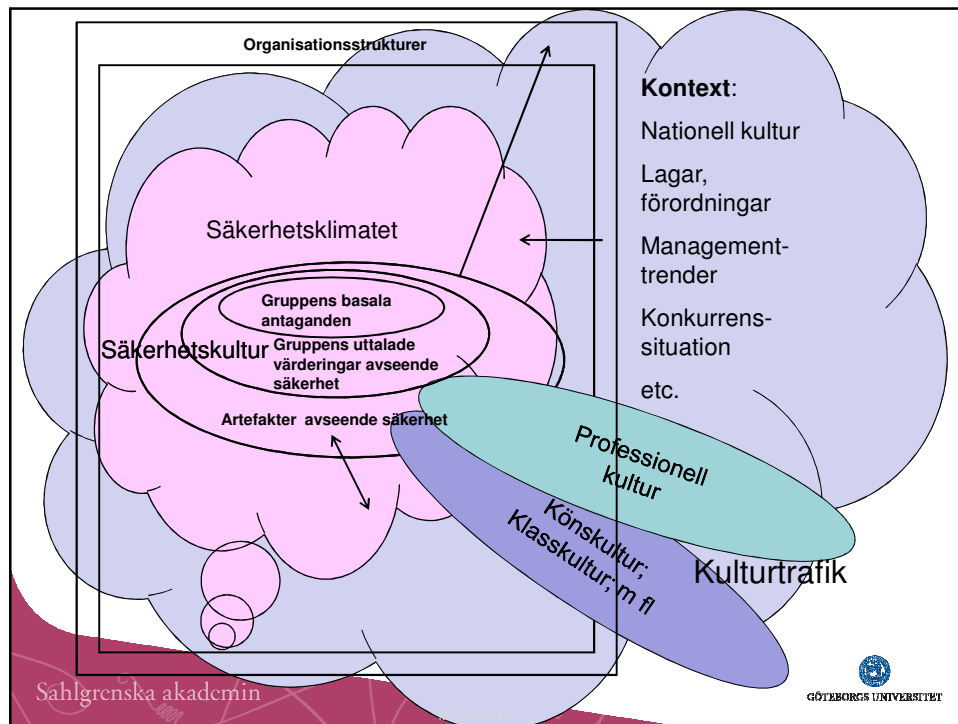 Organisationsstrukturer
Kontext:
Nationell kultur
Lagar,
förordningar
Management-
trender
Konkurrens-
situation
etc.
Säkerhetsklimatet
Gruppens basala
antaganden
Säkerhetskultur
Gruppens uttalade
värderingar avseende
säkerhet
Artefakter avseende säkerhet
Professionell
kultur
Könskultur;
Klasskultur; m fl
Kulturtrafik
Sahlgrenska akademin
GÖTEBORGS UNIVERSITET